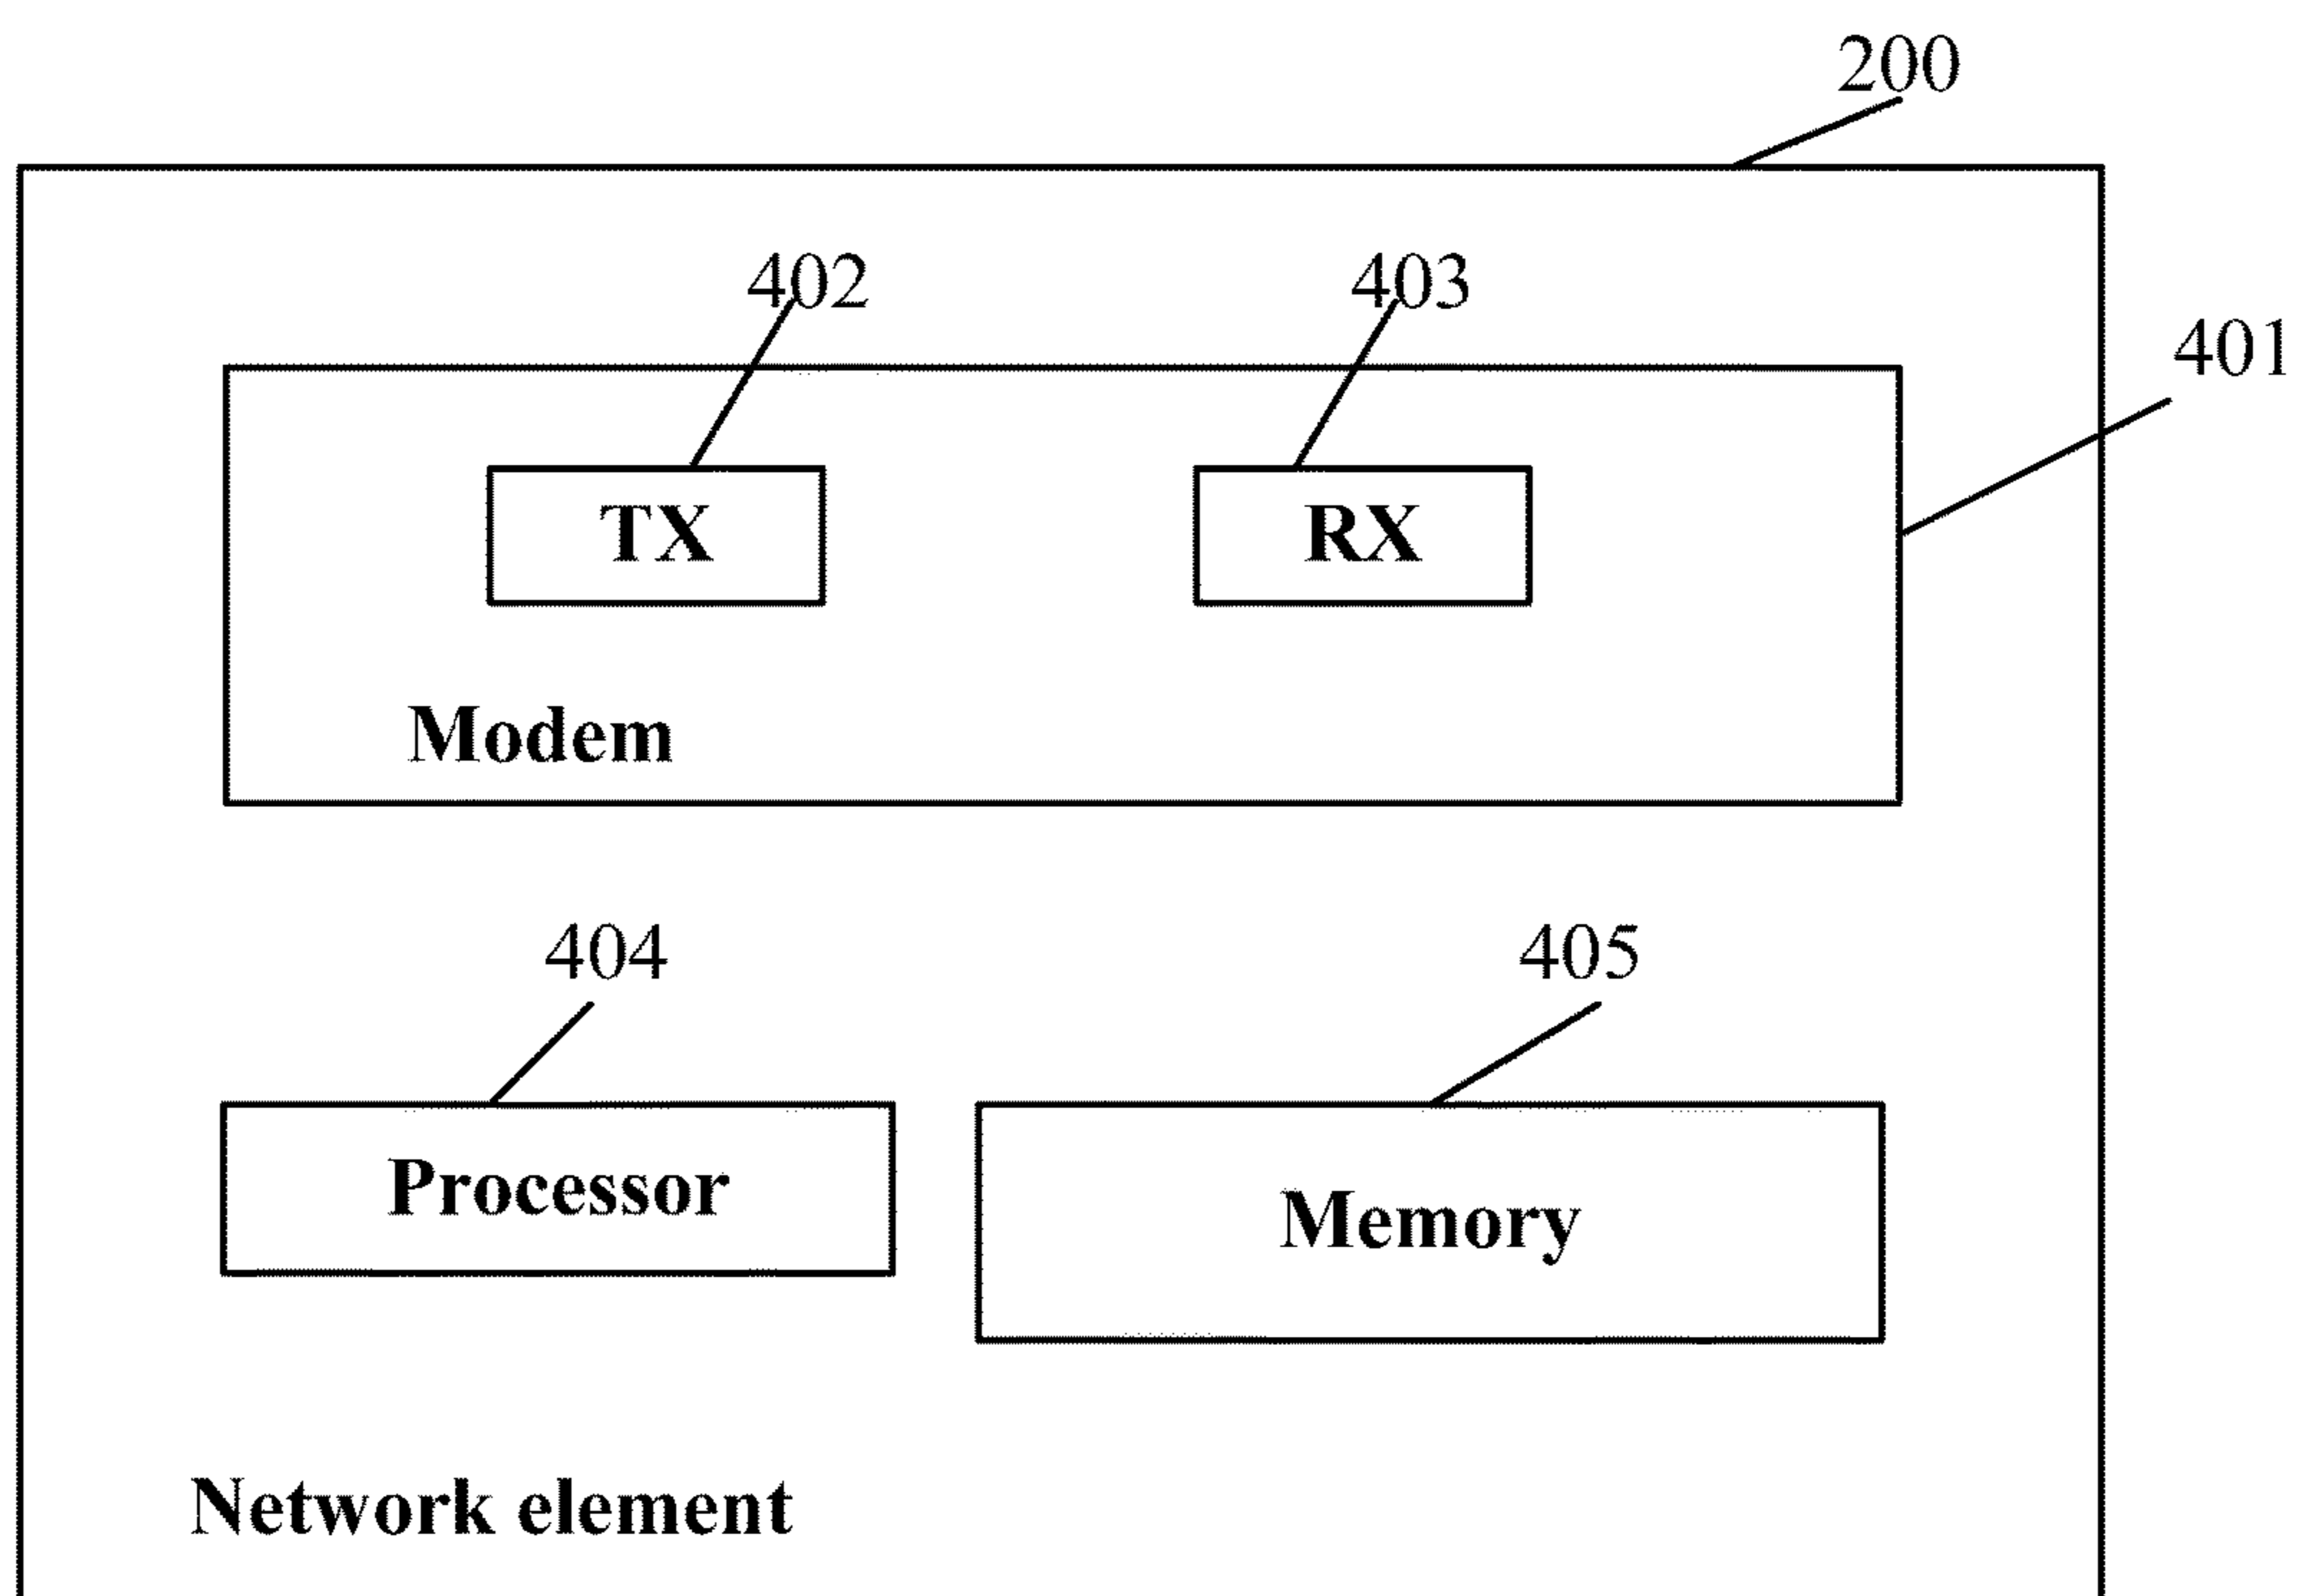 200
402
403
401
TX
RX
Modem
404
405
Processor
Memory
Network element